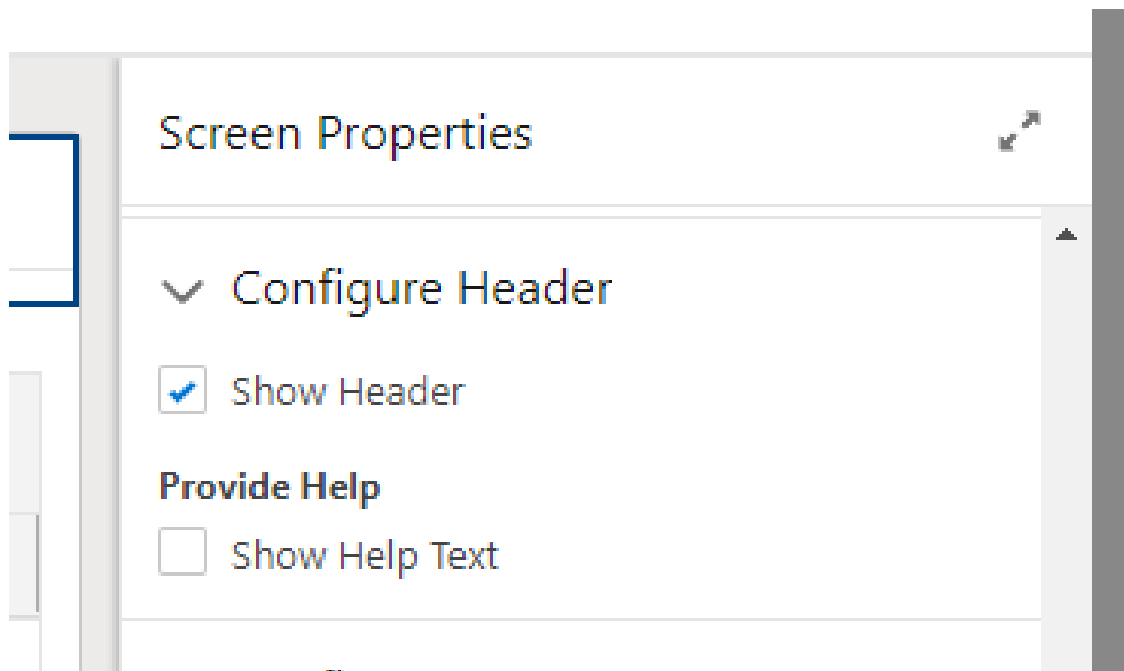 Screen Properties
Configure Header
Show Header
Provide Help
Show Help Text